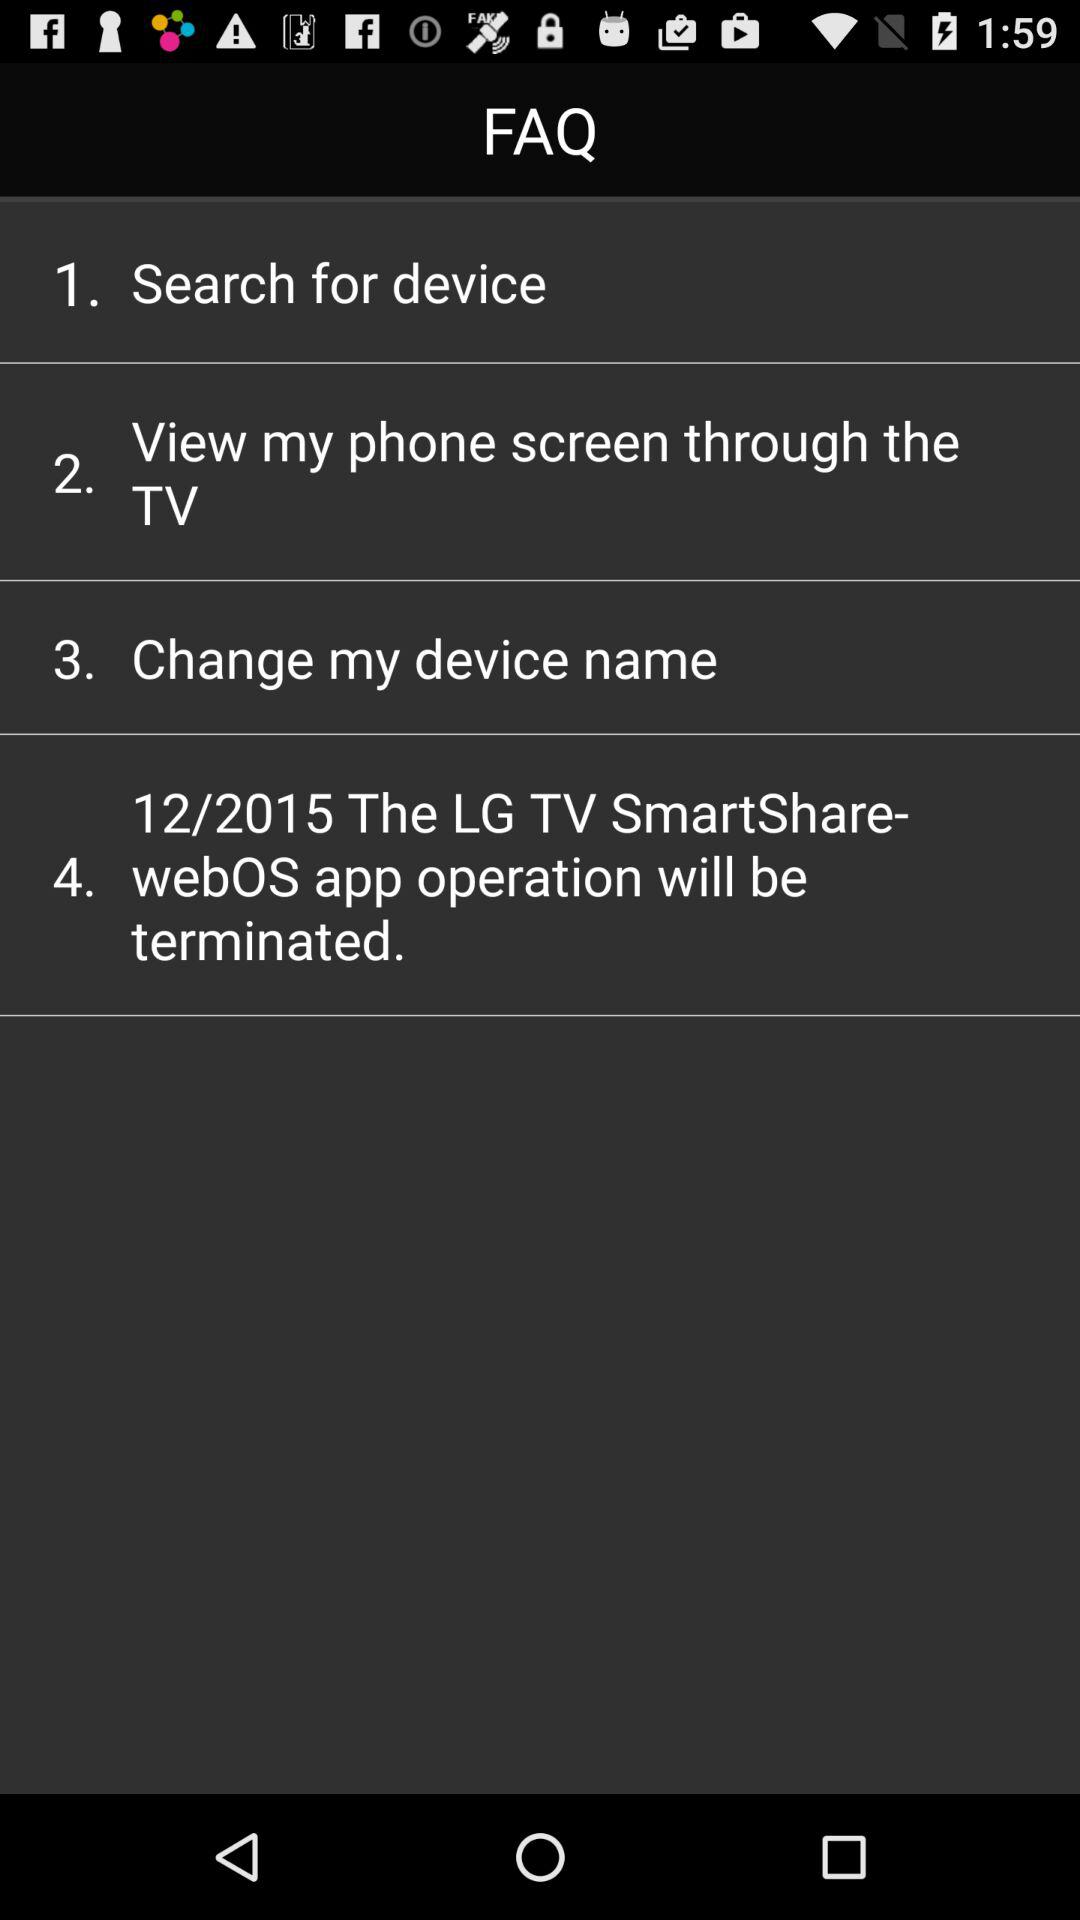 FAKE
1:59
FAQ
1. Search for device
2. View my phone screen through the
TV
3. Change my device name
4. 12/2015 The LG TV SmartShare-
webOS app operation will be
terminated.